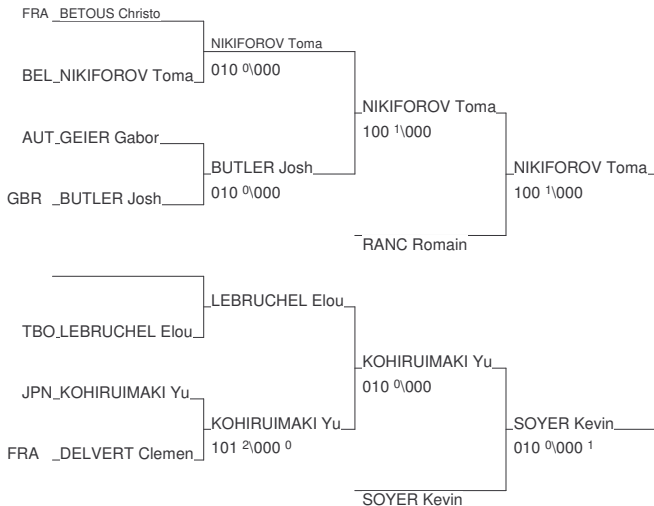 FRA BETOUS Christo
NIKIFOROV Toma
BEL NIKIFOROV Toma
010 0\000
NIKIFOROV Toma
100 1\000
AUT GEIER Gabor
BUTLER Josh
010 0\000
NIKIFOROV Toma
100 1\000
GBR BUTLER Josh
RANC Romain
LEBRUCHEL Elou
TBO LEBRUCHEL Elou
KOHIRUIMAKI Yu
010 0\000
JPN KOHIRUIMAKI Yu
KOHIRUIMAKI Yu
101 2\000 0
SOYER Kevin
010 0\000 1
FRA DELVERT Clemen
SOYER Kevin